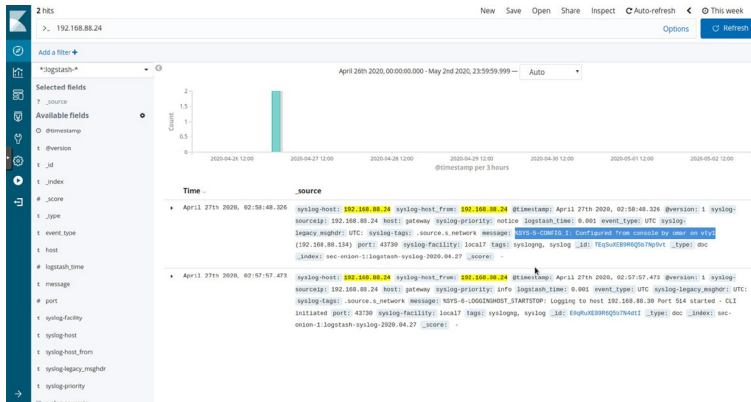 2 hits
New Save Open Share Inspect Auto-refresh This week
>_ 192.168.88.24
Options
Refresh
Add a filter +
*:logstash-*
April 26th 2020, 00:00:00.000 - May 2nd 2020, 23:59:59.999 — Auto
Selected fields
? _source
Available fields
@timestamp
t @version
t _id
t _index
# _score
t _type
t event_type
t host
# logstash_time
t message
# port
t syslog-facility
t syslog-host
t syslog-host_from
t syslog-legacy_msghdr
t syslog-priority
Count
2
1.5
1
0.5
0
2020-04-26 12:00 2020-04-27 12:00 2020-04-28 12:00 2020-04-29 12:00 2020-04-30 12:00 2020-05-01 12:00 2020-05-02 12:00
@timestamp per 3 hours
Time _source
April 27th 2020, 02:58:48.326
syslog-host: 192.168.88.24 syslog-host_from: 192.168.88.24 @timestamp: April 27th 2020, 02:58:48.326 @version: 1 syslog-
sourceip: 192.168.88.24 host: gateway syslog-priority: notice logstash_time: 0.001 event_type: UTC syslog-
legacy_msghdr: UTC: syslog-tags: .source.s_network message: %SYS-5-CONFIG_I: Configured from console by omar on vty1
(192.168.88.134) port: 43730 syslog-facility: local7 tags: syslogng, syslog _id: _type: doc
_index: sec-onion-1:logstash-syslog-2020.04.27 _score: -
April 27th 2020, 02:57:57.473
syslog-host: 192.168.88.24 syslog-host_from: 192.168.88.24 @timestamp: April 27th 2020, 02:57:57.473 @version: 1 syslog-
sourceip: 192.168.88.24 host: gateway syslog-priority: info logstash_time: 0.001 event_type: UTC syslog-legacy_msghdr: UTC:
syslog-tags: .source.s_network message: %SYS-6-LOGGINGHOST_STARTSTOP: Logging to host 192.168.88.30 Port 514 started - CLI
initiated port: 43730 syslog-facility: local7 tags: syslogng, syslog _id: _type: doc _index: sec-
onion-1:logstash-syslog-2020.04.27 _score: -